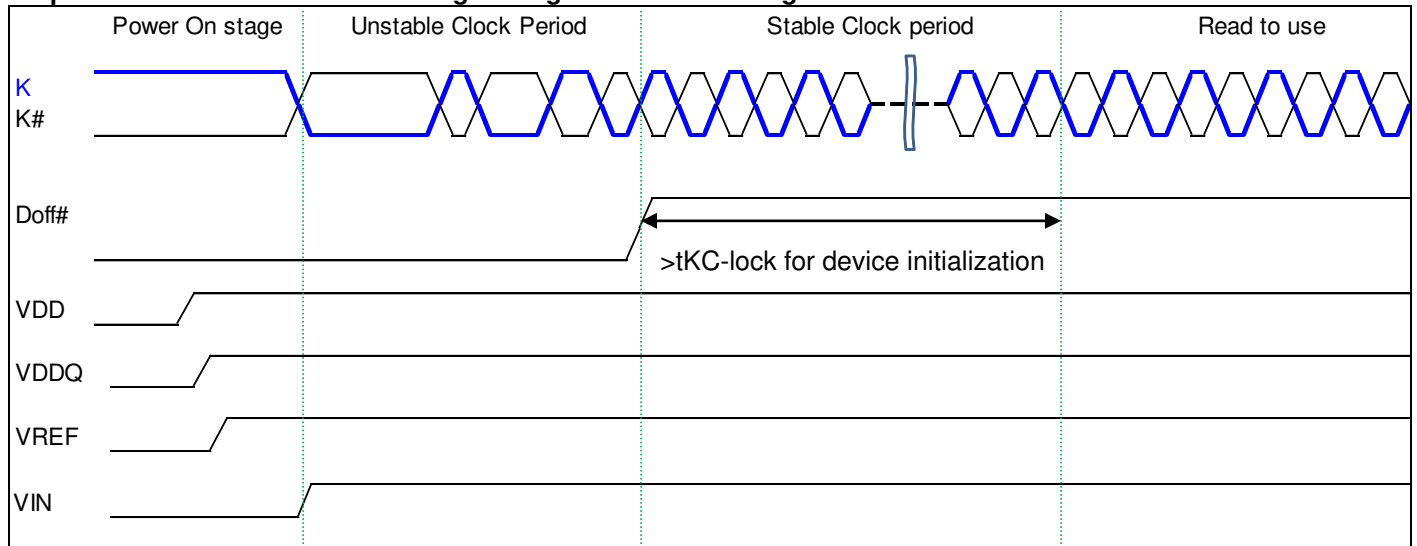 Power On stage Unstable Clock Period Stable Clock period Read to use
K
K#
Doff#
>tKC-lock for device initialization
VDD
VDDQ
VREF
VIN